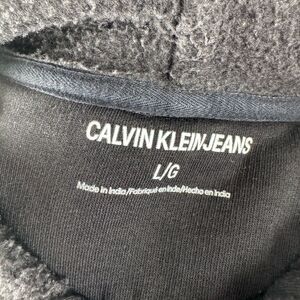 CALVIN KLEIN JEANS
L/G
Made in India/Fabriqué en Inde/Hecho en India